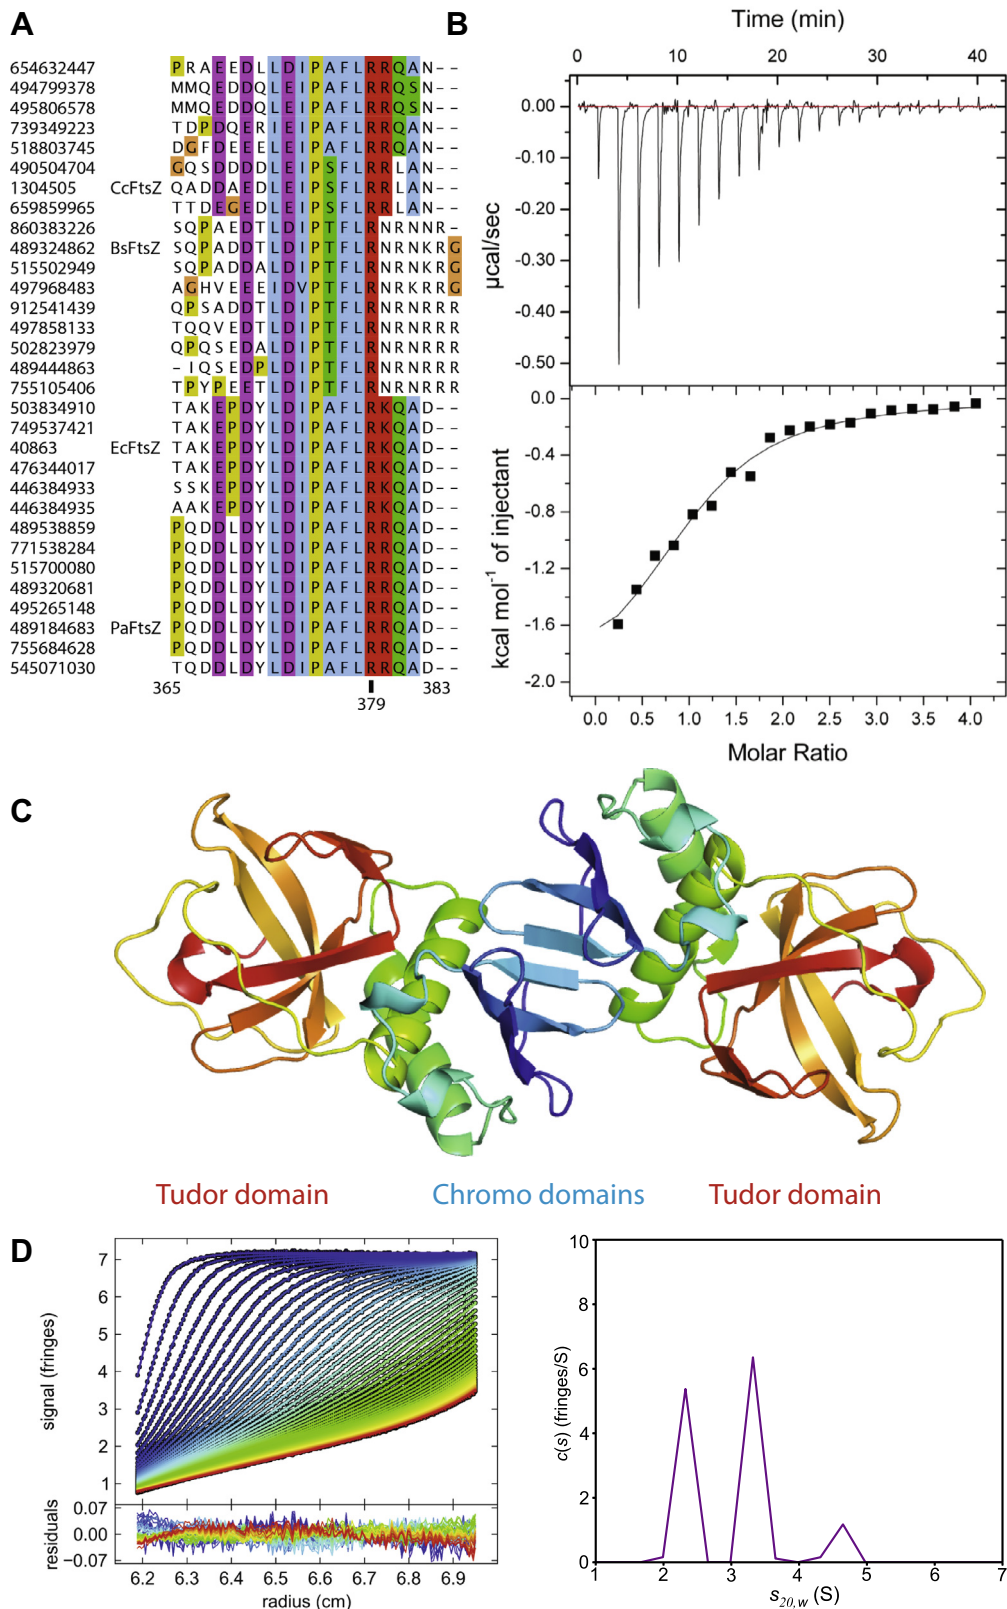 A
654632447 PRAEEDLLDIPAFLRRQAN--
494799378 MMQEDDQLEIPAFLRRQSN--
495806578 MMQEDDQLEIPAFLRRQSN--
739349223 TDPDQERIEIPAFLRRQAN--
518803745 DGFDEEELEIPAFLRRQAN--
490504704 GQSDDDDLEIPSFLRRLAN--
1304505 CcFtsZ QADDAEDLEIPSFLRRLAN--
659859965 TTDEGEDLEIPSFLRRLAN--
860383226 SQPAEDTLDIPTFLRNRNRR-
489324862 BsFtsZ SQPADDTLDIPTFLRNRNKRG
515502949 SQPADDALDIPTFLRNRNKRG
497968483 AGHVEEEIDVPTFLRNRKRRG
912541439 QPSADDTLDIPTFLRNRNRRR
497858133 TQQVEDTLDIPTFLRNRNRRR
502823979 QPQSEDALDIPTFLRNRNRRR
489444863 -IQSEDPLDIPTFLRNRNRRR
755105406 TPYPEETLDIPTFLRNRNRRR
503834910 TAKEPDYLDIPAFLRKQAD--
749537421 TAKEPDYLDIPAFLRKQAD--
40863 EcFtsZ TAKEPDYLDIPAFLRKQAD--
476344017 TAKEPDYLDIPAFLRKQAD--
446384933 SSKEPDYLDIPAFLRKQAD--
446384935 AAKEPDYLDIPAFLRKQAD--
489538859 PQDDLDYLDIPAFLRRQAD--
771538284 PQDDLDYLDIPAFLRRQAD--
515700080 PQDDLDYLDIPAFLRRQAD--
489320681 PQDDLDYLDIPAFLRRQAD--
495265148 PQDDLDYLDIPAFLRRQAD--
489184683 PaFtsZ PQDDLDYLDIPAFLRRQAD--
755684628 PQDDLDYLDIPAFLRRQAD--
545071030 TQDDLDYLDIPAFLRRQAD--
365 383
379
B
Time (min)
0 10 20 30 40
0.00
-0.10
-0.20
-0.30
-0.40
-0.50
µcal/sec
0.0
-0.4
-0.8
-1.2
-1.6
-2.0
kcal mol⁻¹ of injectant
0.0 0.5 1.0 1.5 2.0 2.5 3.0 3.5 4.0
Molar Ratio
C
Tudor domain Chromo domains Tudor domain
D
7
6
5
4
3
2
1
signal (fringes)
0.07
0.00
−0.07
residuals
6.2 6.3 6.4 6.5 6.6 6.7 6.8 6.9
radius (cm)
10
8
6
4
2
0
c(s) (fringes/S)
1 2 3 4 5 6 7
s20,w (S)